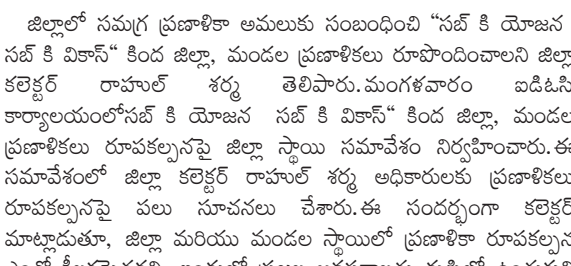 జిల్లాలో సమగ్ర ప్రణాళికా అమలుకు సంబంధించి “సబ్ కి యోజన
సబ్ కి వికాస్“ కింద జిల్లా, మండల ప్రణాళికలు రూపొందించాలని జిల్లా
కలెక్టర్ రాహుల్ శర్మ తెలిపారు.మంగళవారం ఐడిఓసి
కార్యాలయంలోసబ్ కి యోజన సబ్ కి వికాస్“ కింద జిల్లా, మండల
ప్రణాళికలు రూపకల్పనపై జిల్లా స్థాయి సమావేశం నిర్వహించారు.ఈ
సమావేశంలో జిల్లా కలెక్టర్ రాహుల్ శర్మ అధికారులకు ప్రణాళికలు
రూపకల్పనపై పలు సూచనలు చేశారు.ఈ సందర్భంగా కలెక్టర్
మాట్లాడుతూ, జిల్లా మరియు మండల స్థాయిలో ప్రణాళికా రూపకల్పన